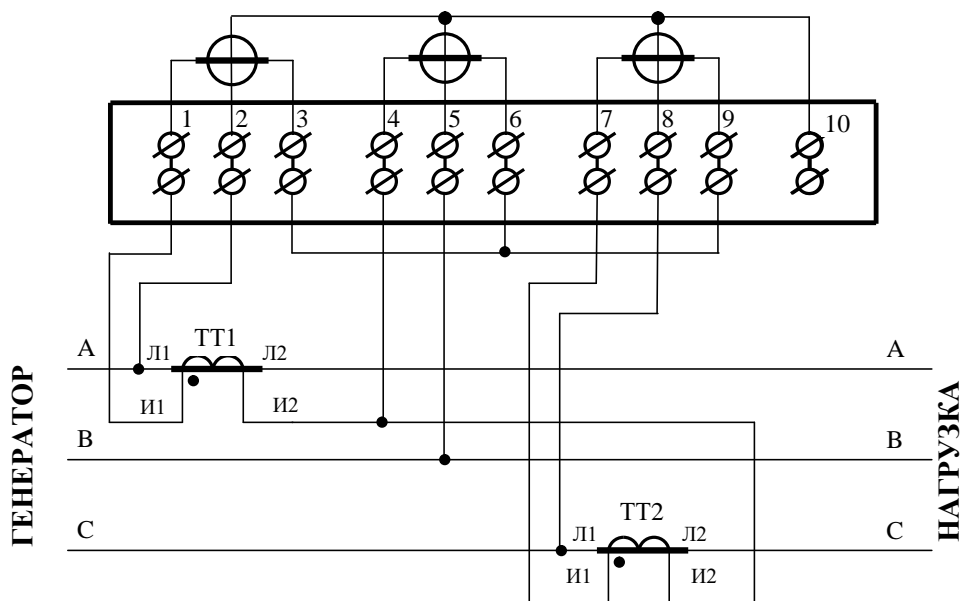 1 2 3 4 5 6 7 8 9 10
ТТ1
А Л1 Л2 А
И1 И2
В В
ТТ2
С Л1 Л2 С
И1 И2
ГЕНЕРАТОР
НАГРУЗКА